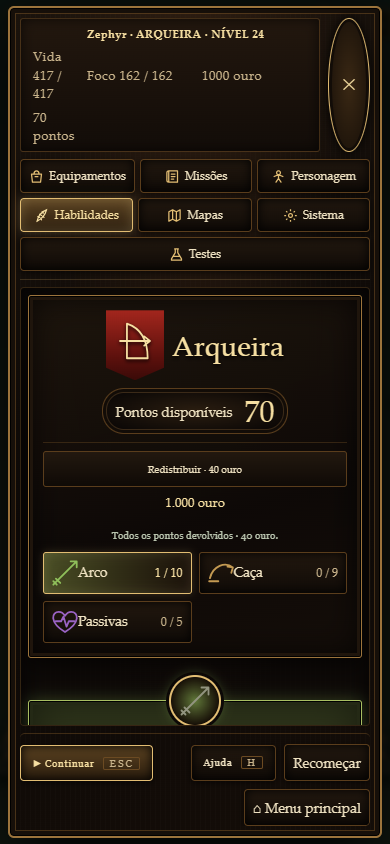 Zephyr · ARQUEIRA · NÍVEL 24
Vida
417 /
417
Foco 162 / 162
1000 ouro
70
pontos
×
Equipamentos
Missões
Personagem
Habilidades
Mapas
Sistema
Testes
Arqueira
Pontos disponíveis 70
Redistribuir · 40 ouro
1.000 ouro
Todos os pontos devolvidos · 40 ouro.
Arco 1 / 10
Caça 0 / 9
Passivas 0 / 5
▶ Continuar ESC
Ajuda H
Recomeçar
⌂ Menu principal